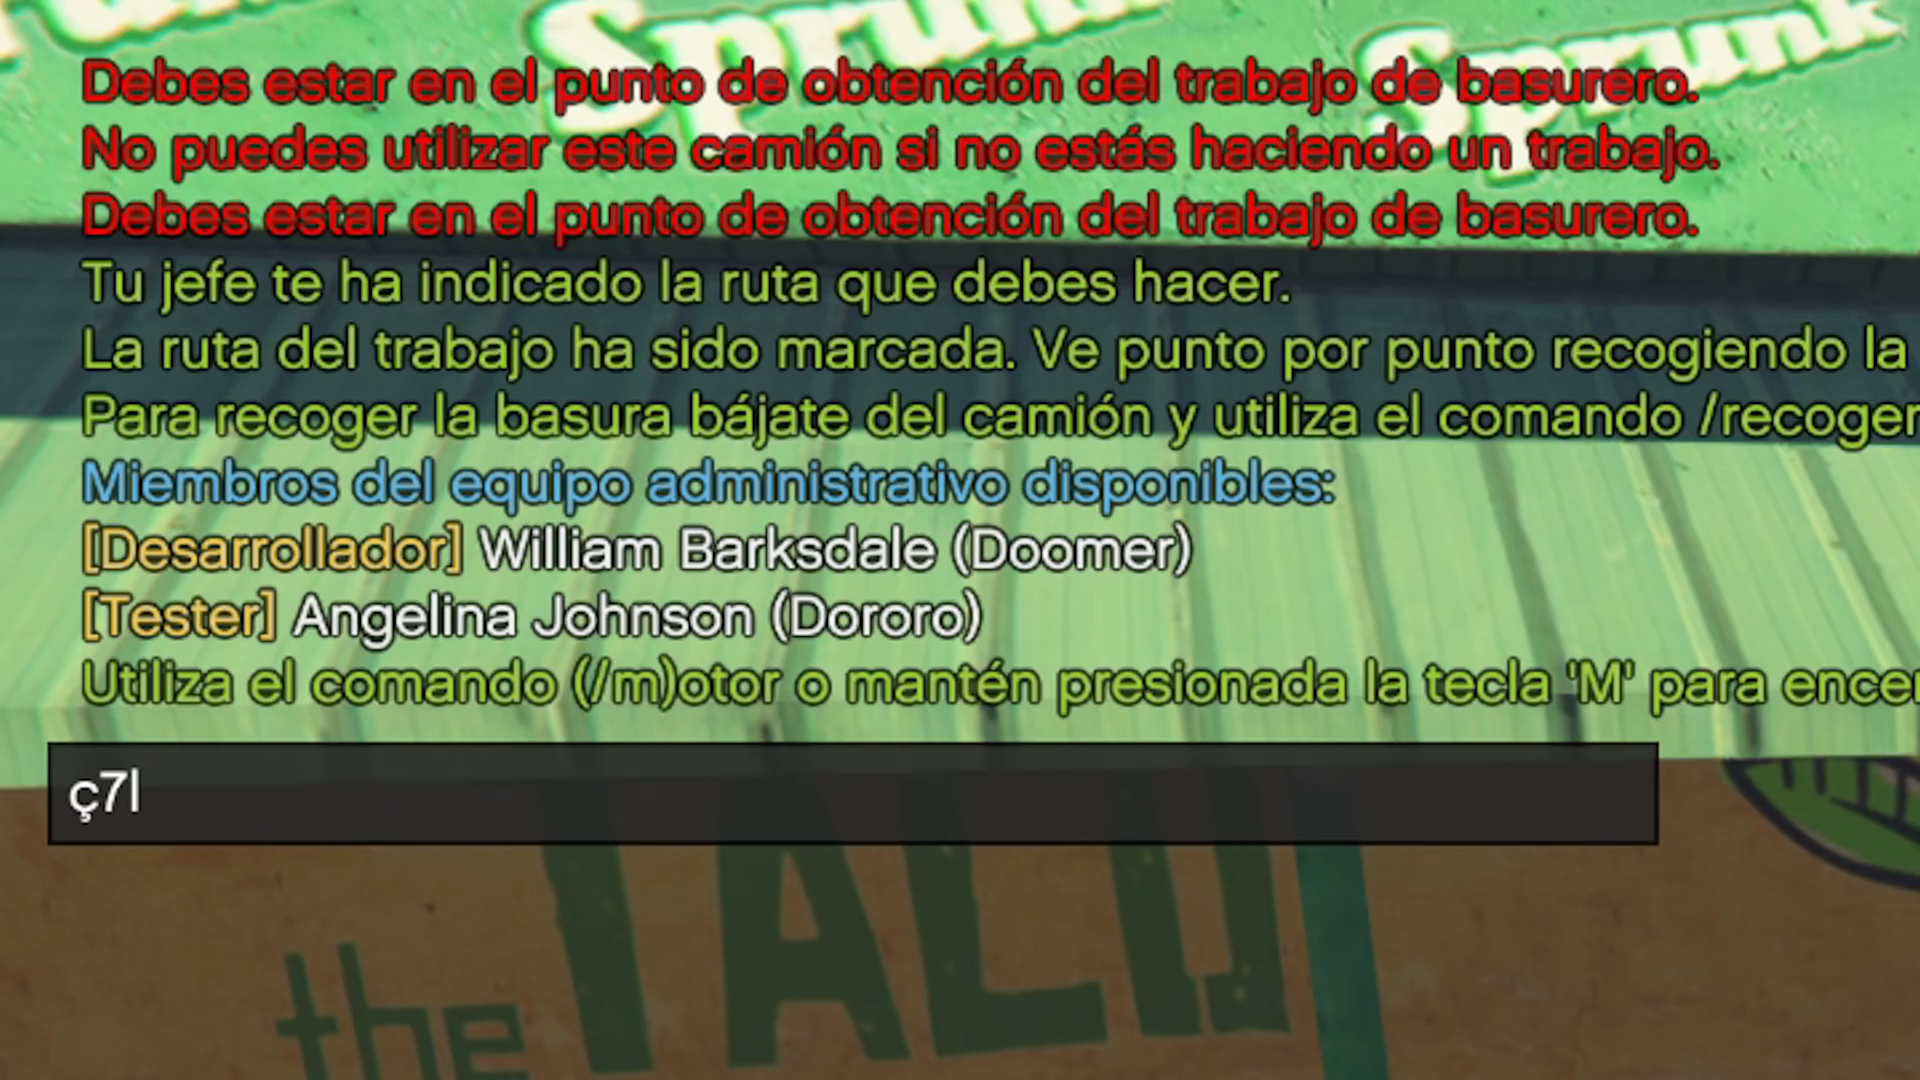 Sprunk
Sprunk
Debes estar en el punto de obtención del trabajo de basurero.
No puedes utilizar este camión si no estás haciendo un trabajo.
Debes estar en el punto de obtención del trabajo de basurero.
Tu jefe te ha indicado la ruta que debes hacer.
La ruta del trabajo ha sido marcada. Ve punto por punto recogiendo la
Para recoger la basura bájate del camión y utiliza el comando /recoger
Miembros del equipo administrativo disponibles:
[Desarrollador] William Barksdale (Doomer)
[Tester] Angelina Johnson (Dororo)
Utiliza el comando (/m)otor o mantén presionada la tecla 'M' para encen
ç7l
the TACO